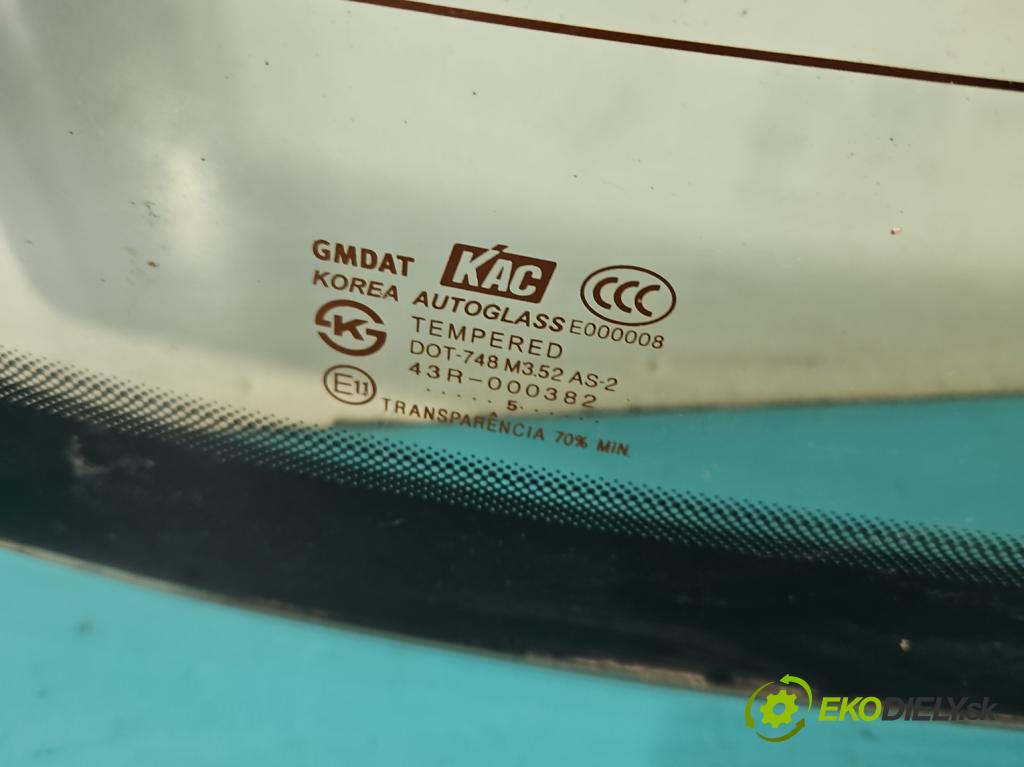 GMDAT KAC CCC
KOREA AUTOGLASS E000008
K TEMPERED
DOT-748 M3.52 AS-2
E11 43R-000382
.....5.....
TRANSPARÊNCIA 70% MIN.
EKODIELY.sk